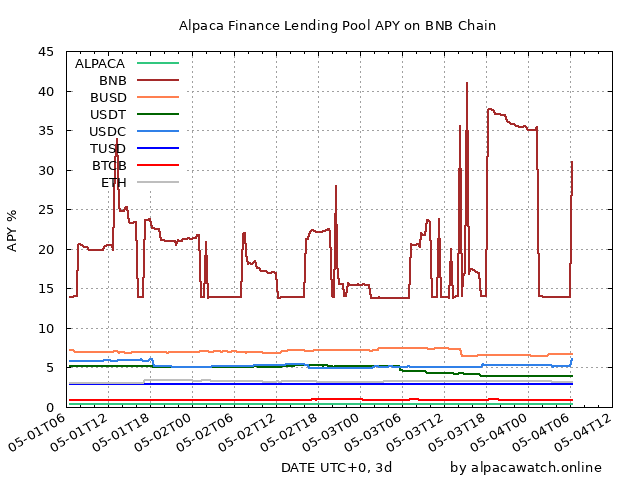 Alpaca Finance Lending Pool APY on BNB Chain
45
40
35
30
25
20
15
10
5
0
APY %
ALPACA
BNB
BUSD
USDT
USDC
TUSD
BTCB
ETH
05-01T06
05-01T12
05-01T18
05-02T00
05-02T06
05-02T12
05-02T18
05-03T00
05-03T06
05-03T12
05-03T18
05-04T00
05-04T06
05-04T12
DATE UTC+0, 3d
by alpacawatch.online